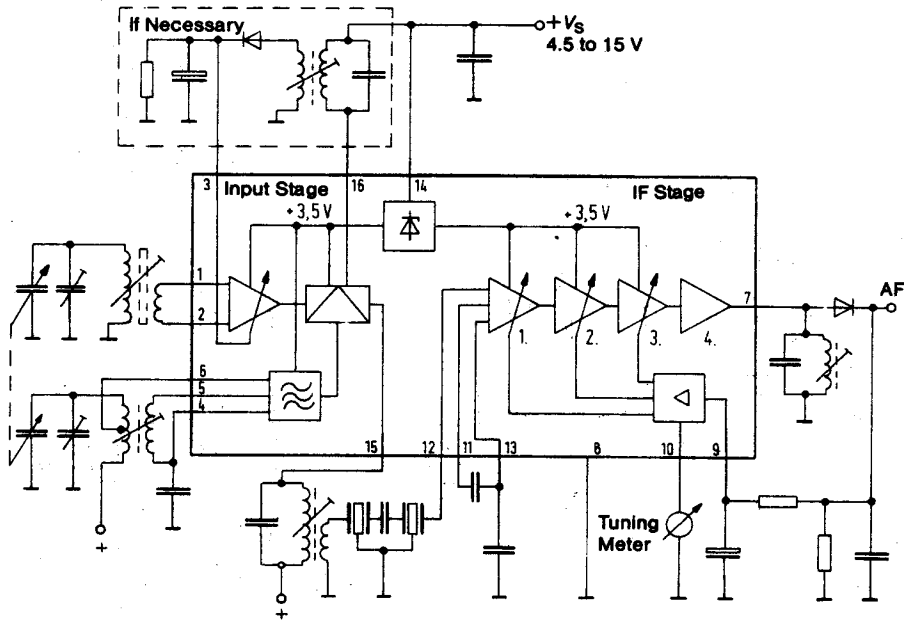 If Necessary
+Vs
4.5 to 15 V
3
Input Stage
16
14
IF Stage
+3,5 V
+3,5 V
1
2
1.
2.
3.
4.
7
AF
6
5
4
15
12
11
13
8
10
9
Tuning
Meter
+
+